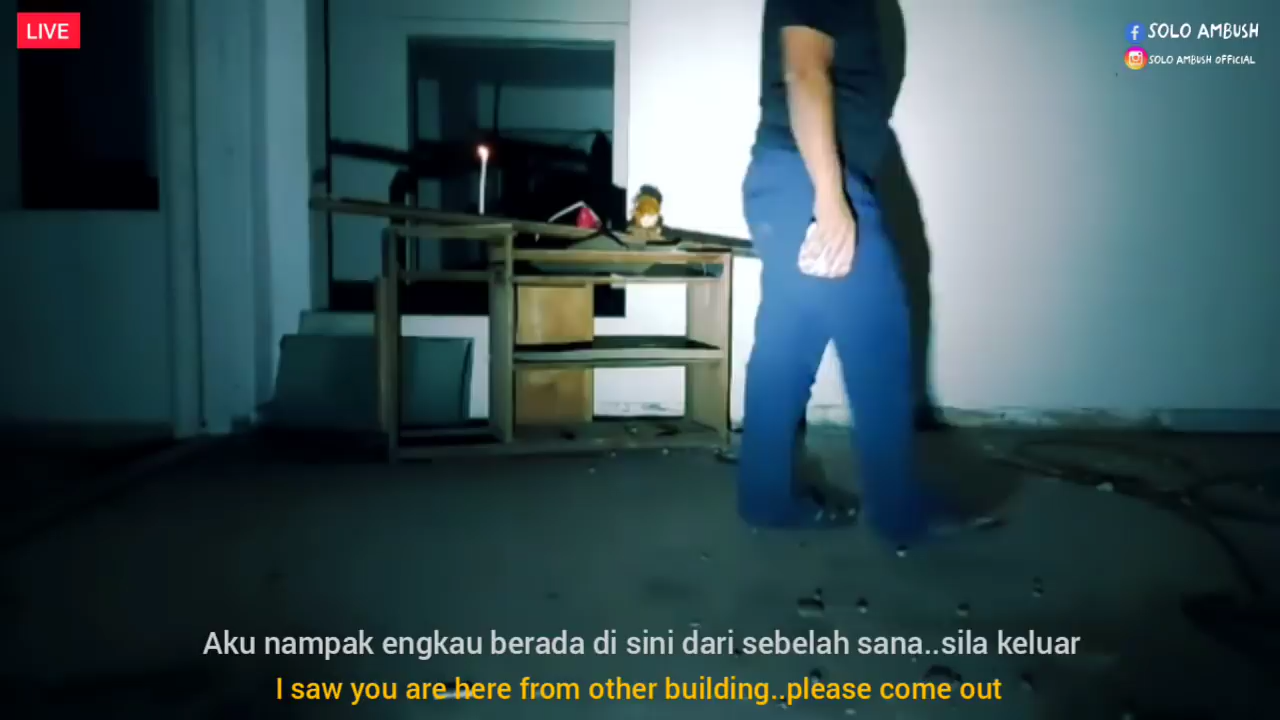 LIVE
SOLO AMBUSH
SOLO AMBUSH OFFICIAL
Aku nampak engkau berada di sini dari sebelah sana..sila keluar
I saw you are here from other building..please come out